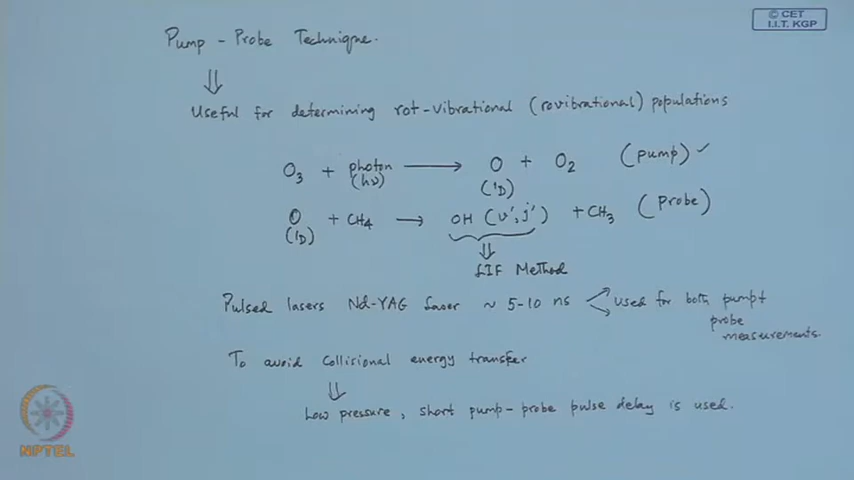 © CET
I.I.T. KGP
Pump - Probe Technique.
Useful for determining rot-vibrational (rovibrational) populations
O₃ + photon → O + O₂ (pump) ✓
(hν) (¹D)
O + CH₄ → OH (v', j') + CH₃ (Probe)
(¹D)
LIF Method
Pulsed lasers Nd-YAG laser ~ 5-10 ns used for both pump +
probe
measurements.
To avoid collisional energy transfer
Low pressure, short pump-probe pulse delay is used.
NPTEL